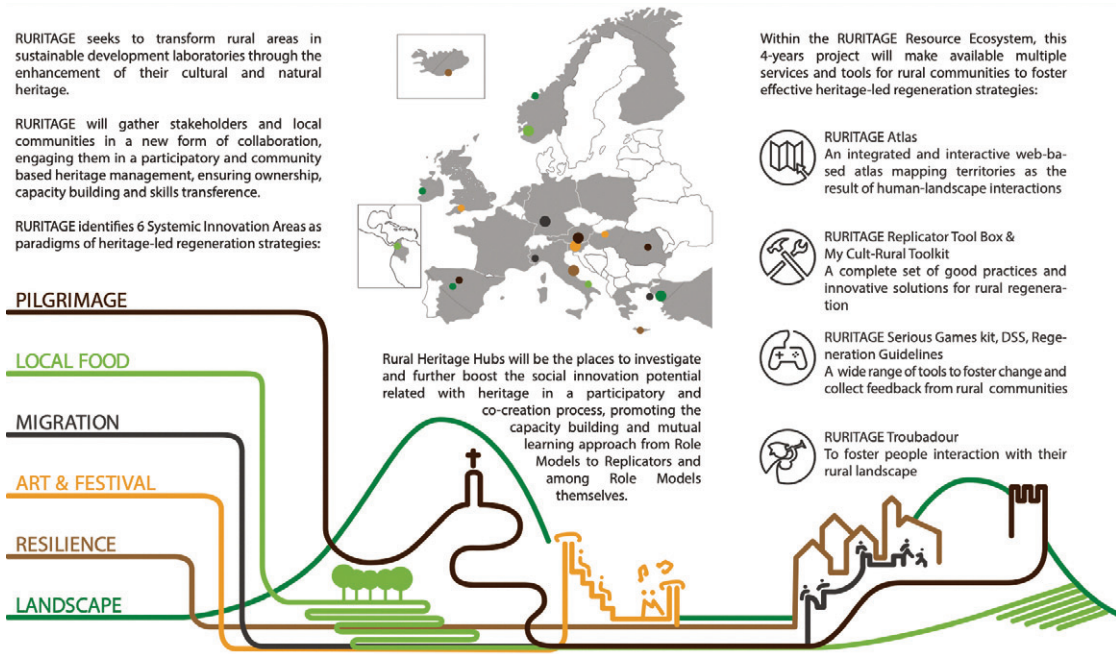 RURITAGE seeks to transform rural areas in
sustainable development laboratories through the
enhancement of their cultural and natural
heritage.
RURITAGE will gather stakeholders and local
communities in a new form of collaboration,
engaging them in a participatory and community
based heritage management, ensuring ownership,
capacity building and skills transference.
RURITAGE identifies 6 Systemic Innovation Areas as
paradigms of heritage-led regeneration strategies:
PILGRIMAGE
LOCAL FOOD
MIGRATION
ART & FESTIVAL
RESILIENCE
LANDSCAPE
Rural Heritage Hubs will be the places to investigate
and further boost the social innovation potential
related with heritage in a participatory and
co-creation process, promoting the
capacity building and mutual
learning approach from Role
Models to Replicators and
among Role Models
themselves.
Within the RURITAGE Resource Ecosystem, this
4-years project will make available multiple
services and tools for rural communities to foster
effective heritage-led regeneration strategies:
RURITAGE Atlas
An integrated and interactive web-ba-
sed atlas mapping territories as the
result of human-landscape interactions
RURITAGE Replicator Tool Box &
My Cult-Rural Toolkit
A complete set of good practices and
innovative solutions for rural regenera-
tion
RURITAGE Serious Games kit, DSS, Rege-
neration Guidelines
A wide range of tools to foster change and
collect feedback from rural communities
RURITAGE Troubadour
To foster people interaction with their
rural landscape